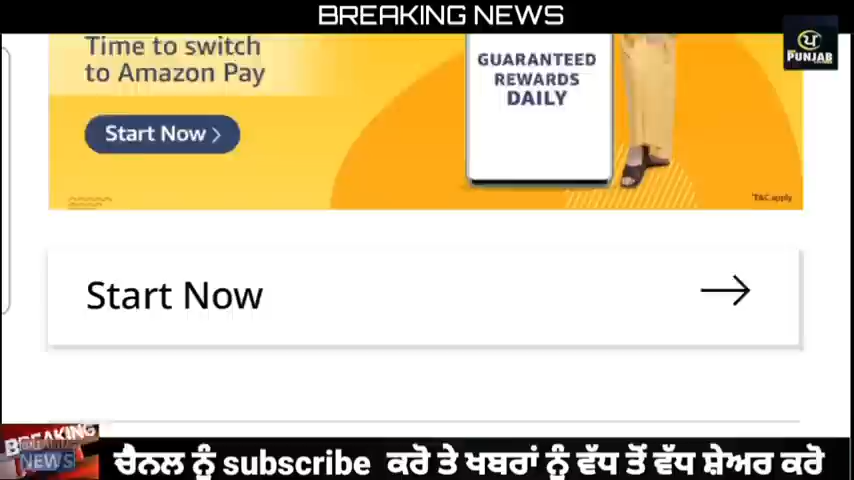 BREAKING NEWS
Time to switch
to Amazon Pay
Start Now >
GUARANTEED
REWARDS
DAILY
ਪ
PUNJAB
*T&C apply
Start Now
BREAKING
NEWS
ਚੈਨਲ ਨੂੰ subscribe ਕਰੋ ਤੇ ਖਬਰਾਂ ਨੂੰ ਵੱਧ ਤੋਂ ਵੱਧ ਸ਼ੇਅਰ ਕਰੋ